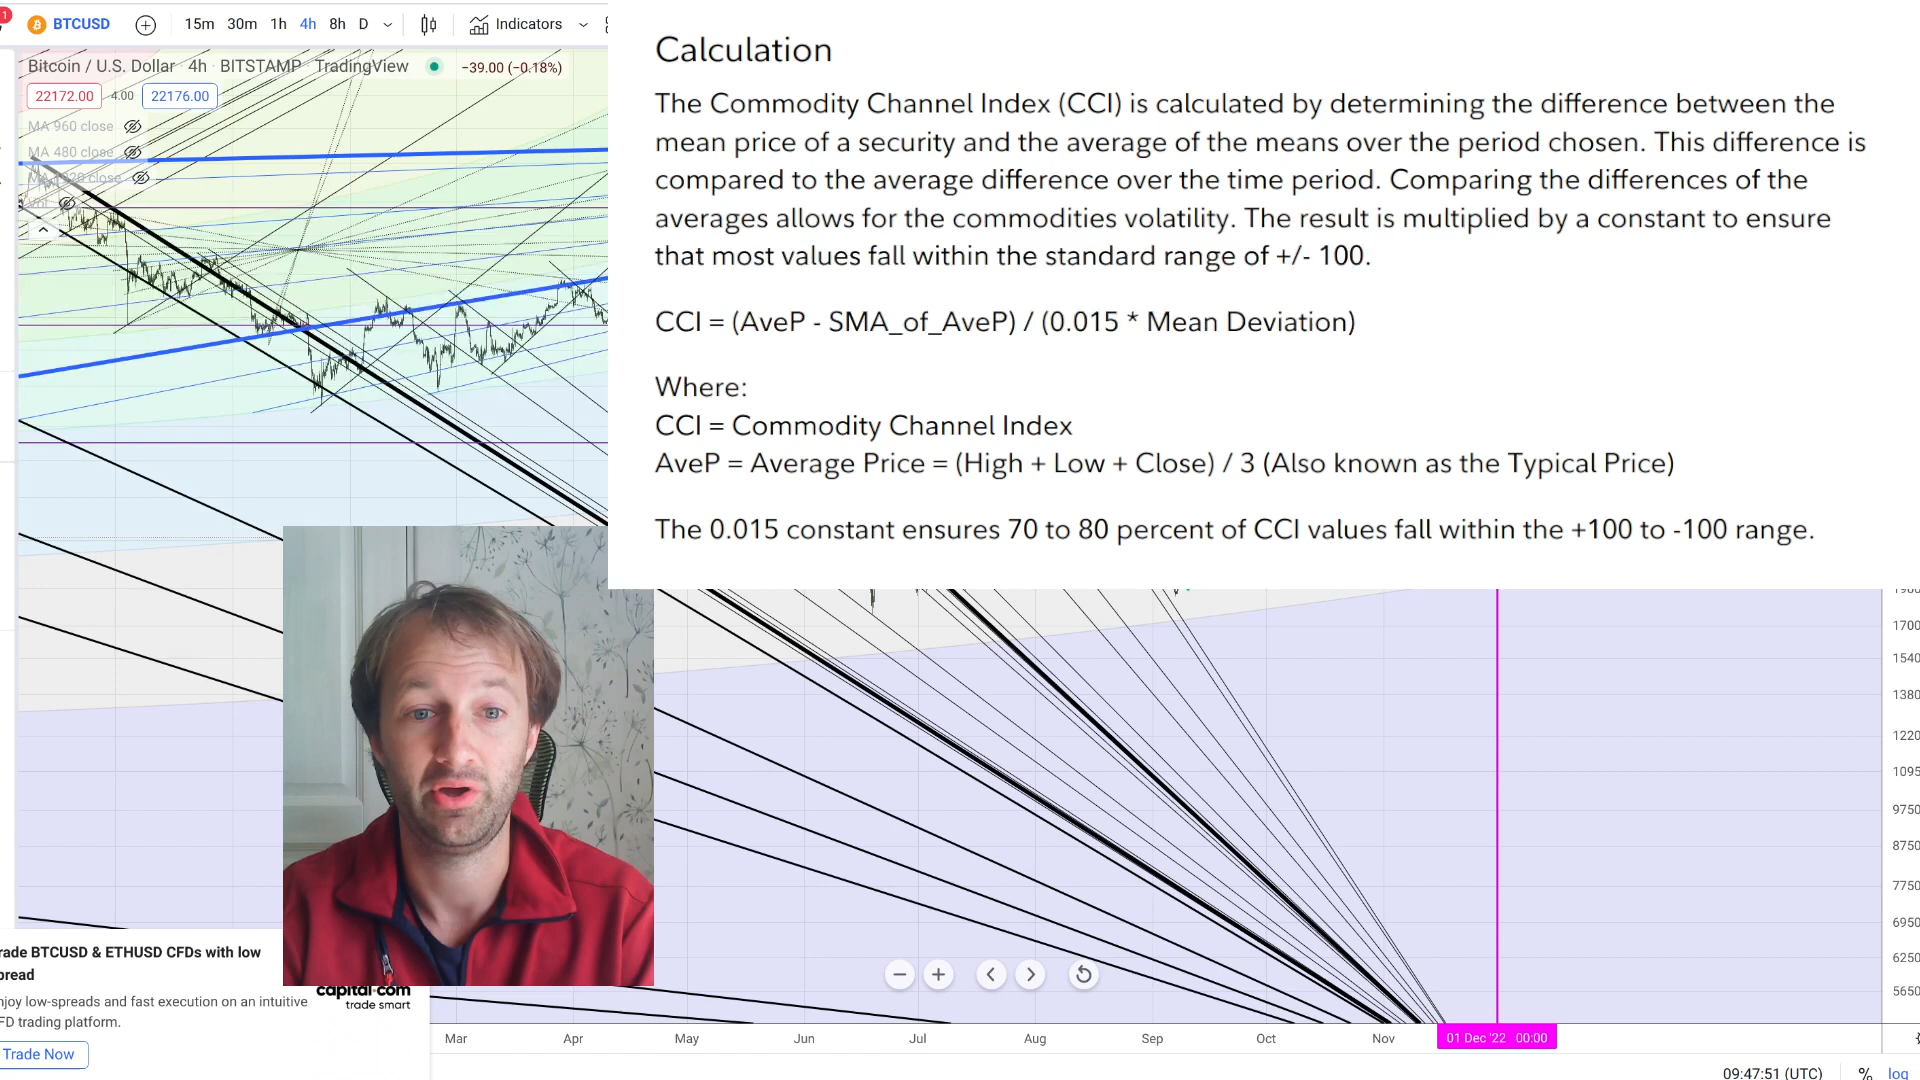 1
BTCUSD
15m 30m 1h 4h 8h D
Indicators
Bitcoin / U.S. Dollar 4h BITSTAMP TradingView
−39.00 (−0.18%)
22172.00 4.00 22176.00
MA 960 close
MA 480 close
Calculation
The Commodity Channel Index (CCI) is calculated by determining the difference between the
mean price of a security and the average of the means over the period chosen. This difference is
compared to the average difference over the time period. Comparing the differences of the
averages allows for the commodities volatility. The result is multiplied by a constant to ensure
that most values fall within the standard range of +/- 100.
CCI = (AveP - SMA_of_AveP) / (0.015 * Mean Deviation)
Where:
CCI = Commodity Channel Index
AveP = Average Price = (High + Low + Close) / 3 (Also known as the Typical Price)
The 0.015 constant ensures 70 to 80 percent of CCI values fall within the +100 to -100 range.
1700
1540
1380
1220
1095
9750
8750
7750
6950
6250
5650
rade BTCUSD & ETHUSD CFDs with low
pread
njoy low-spreads and fast execution on an intuitive
FD trading platform.
capital·com
trade smart
Trade Now
Mar Apr May Jun Jul Aug Sep Oct Nov 01 Dec '22 00:00
09:47:51 (UTC) % log